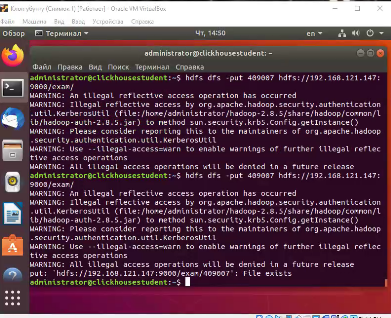 Клик убунту (Снимок 1) [Работает] - Oracle VM VirtualBox
Файл Машина Вид Ввод Устройства Справка
Обзор Терминал Чт, 14:50 en
administrator@clickhousestudent: ~
Файл Правка Вид Поиск Терминал Справка
administrator@clickhousestudent:~$ hdfs dfs -put 409007 hdfs://192.168.121.147:
9000/exam/
WARNING: An illegal reflective access operation has occurred
WARNING: Illegal reflective access by org.apache.hadoop.security.authentication
.util.KerberosUtil (file:/home/administrator/hadoop-2.8.5/share/hadoop/common/l
ib/hadoop-auth-2.8.5.jar) to method sun.security.krb5.Config.getInstance()
WARNING: Please consider reporting this to the maintainers of org.apache.hadoop
.security.authentication.util.KerberosUtil
WARNING: Use --illegal-access=warn to enable warnings of further illegal reflec
tive access operations
WARNING: All illegal access operations will be denied in a future release
administrator@clickhousestudent:~$ hdfs dfs -put 409007 hdfs://192.168.121.147:
9000/exam/
WARNING: An illegal reflective access operation has occurred
WARNING: Illegal reflective access by org.apache.hadoop.security.authentication
.util.KerberosUtil (file:/home/administrator/hadoop-2.8.5/share/hadoop/common/l
ib/hadoop-auth-2.8.5.jar) to method sun.security.krb5.Config.getInstance()
WARNING: Please consider reporting this to the maintainers of org.apache.hadoop
.security.authentication.util.KerberosUtil
WARNING: Use --illegal-access=warn to enable warnings of further illegal reflec
tive access operations
WARNING: All illegal access operations will be denied in a future release
put: `hdfs://192.168.121.147:9000/exam/409007': File exists
administrator@clickhousestudent:~$